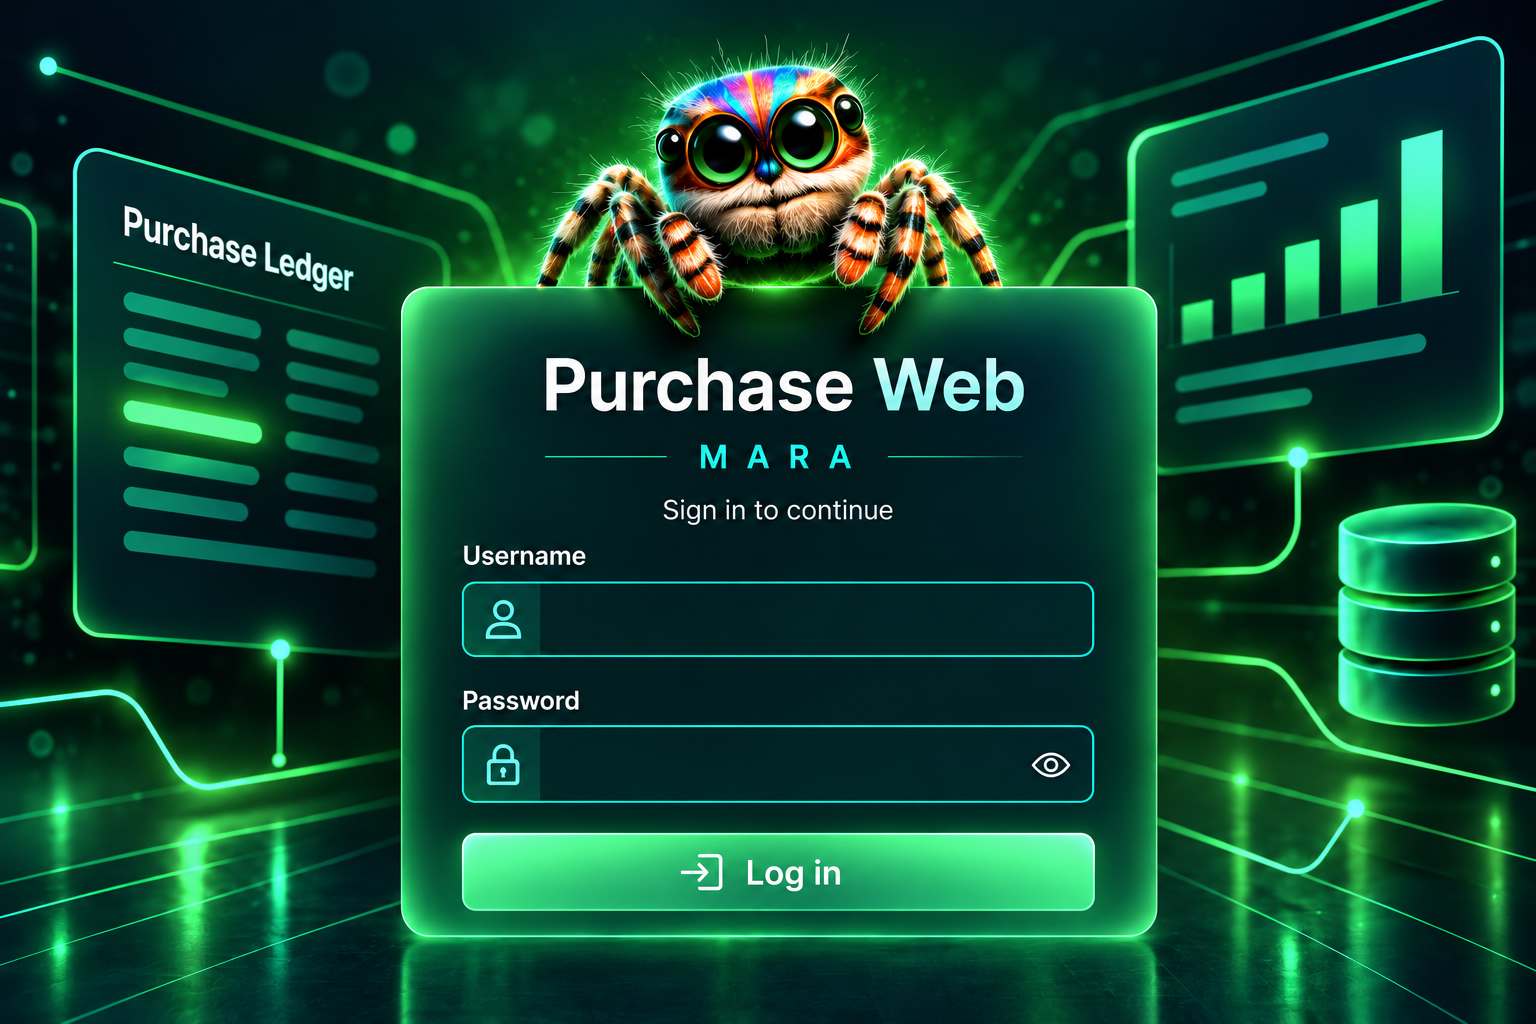 Purchase Ledger
Purchase Web
MARA
Sign in to continue
Username
Password
Log in